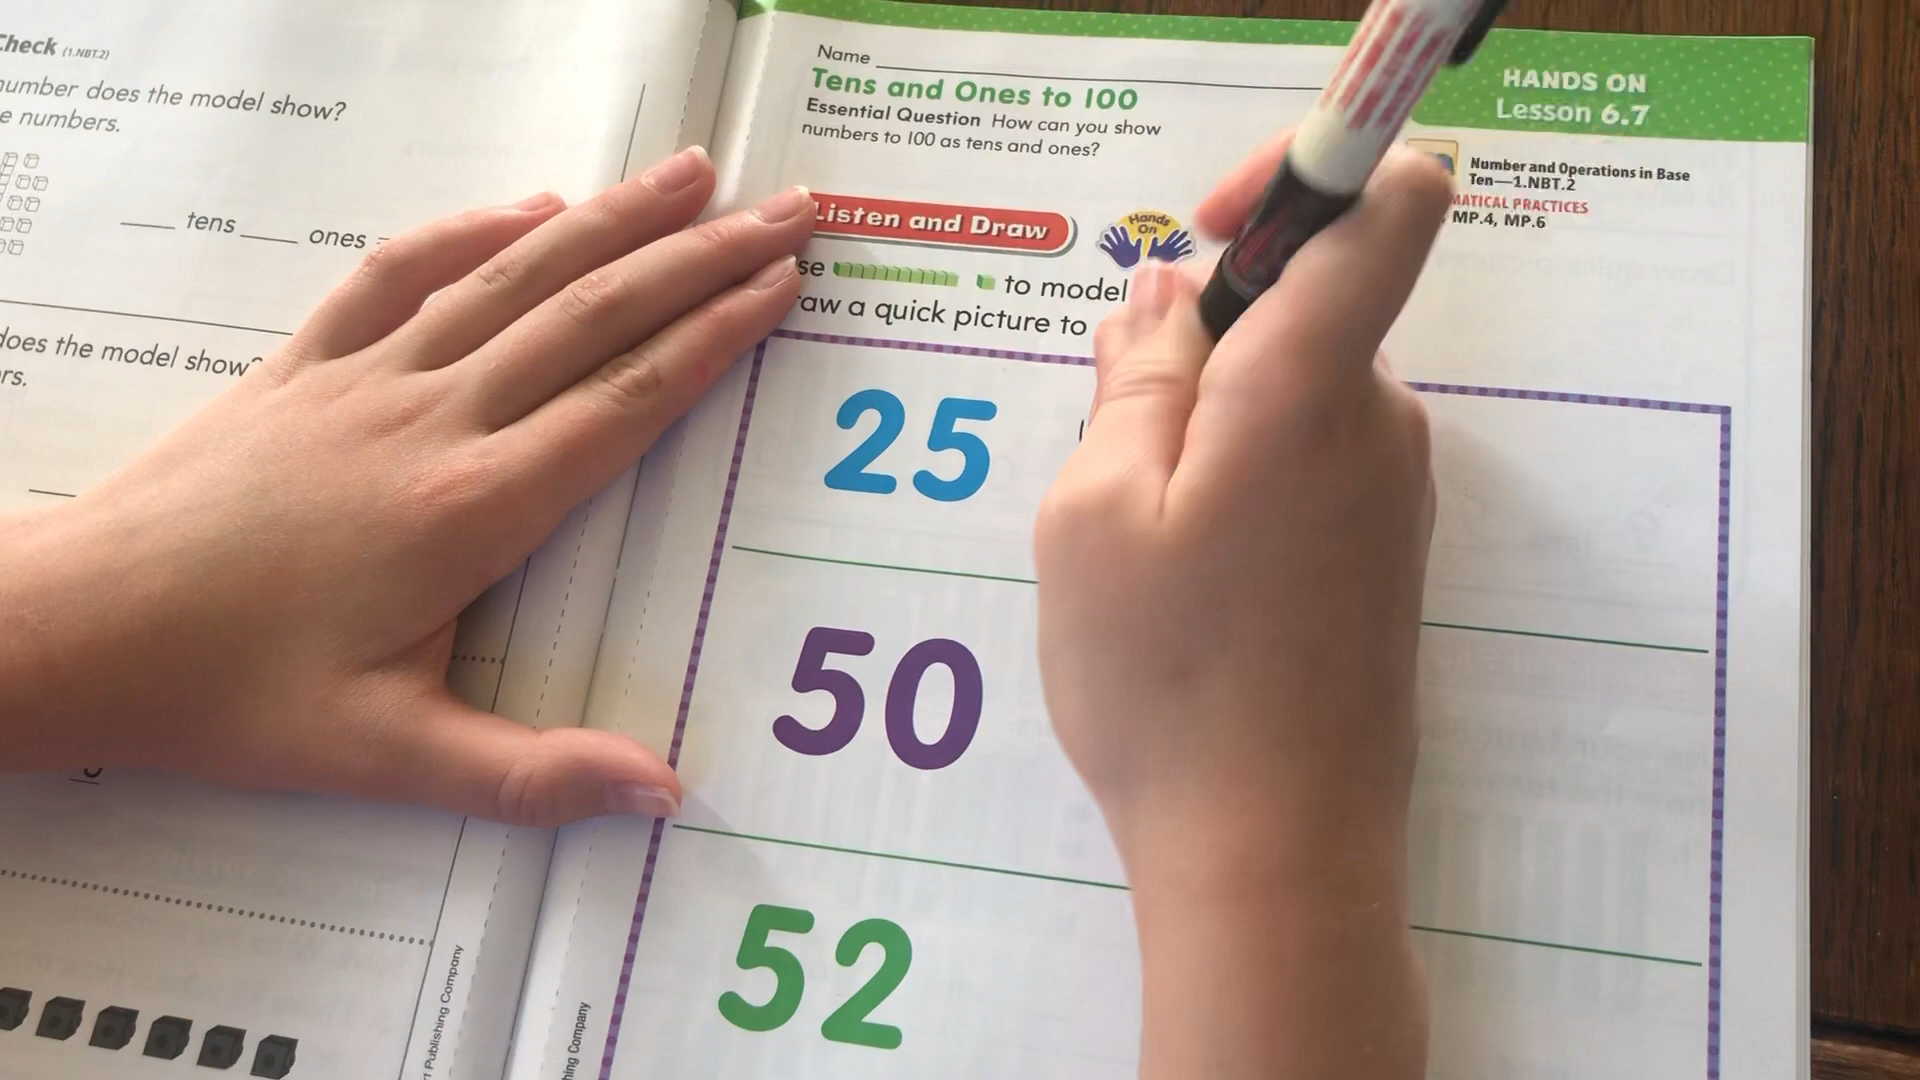 Check (1.NBT.2)
number does the model show?
numbers.
tens ones =
does the model show?
Publishing Company
Name
Tens and Ones to 100
Essential Question How can you show
numbers to 100 as tens and ones?
HANDS ON
Lesson 6.7
Number and Operations in Base
Ten—1.NBT.2
MATICAL PRACTICES
MP.4, MP.6
Listen and Draw
Hands
On
se to model
raw a quick picture to
25
50
52
hing Company